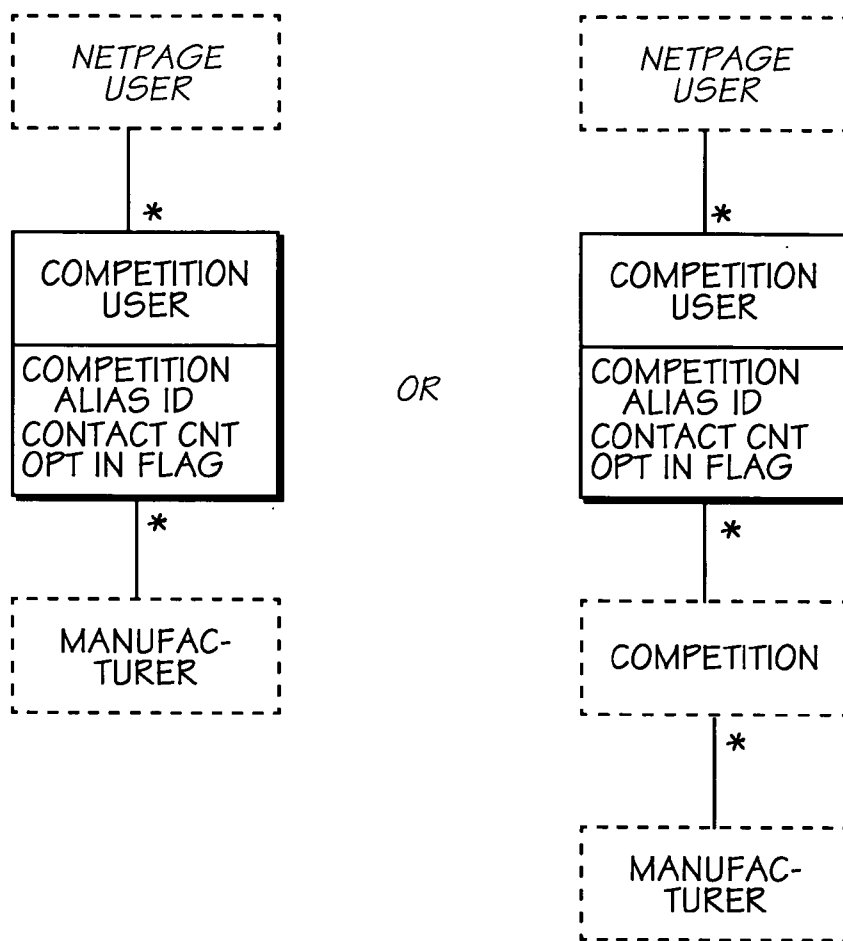 NETPAGE
USER
*
COMPETITION
USER
COMPETITION
ALIAS ID
CONTACT CNT
OPT IN FLAG
*
MANUFAC-
TURER
OR
NETPAGE
USER
*
COMPETITION
USER
COMPETITION
ALIAS ID
CONTACT CNT
OPT IN FLAG
*
COMPETITION
*
MANUFAC-
TURER